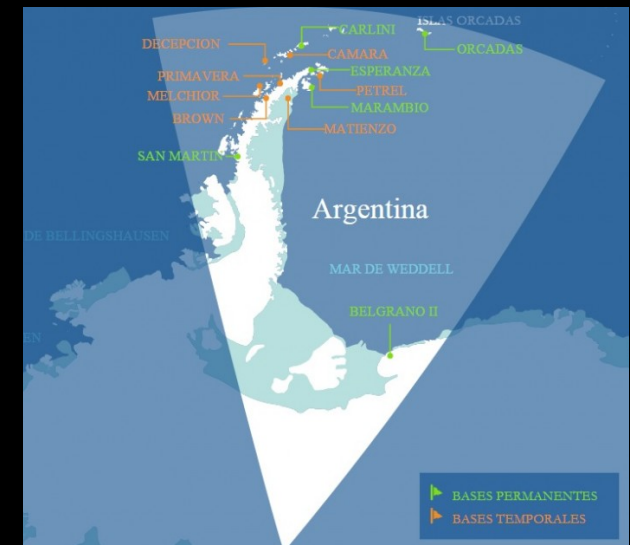 ISLAS ORCADAS
CARLINI
DECEPCION
CAMARA
ORCADAS
PRIMAVERA
ESPERANZA
MELCHIOR
PETREL
MARAMBIO
BROWN
MATIENZO
SAN MARTIN
Argentina
DE BELLINGSHAUSEN
MAR DE WEDDELL
BELGRANO II
EN
BASES PERMANENTES
BASES TEMPORALES